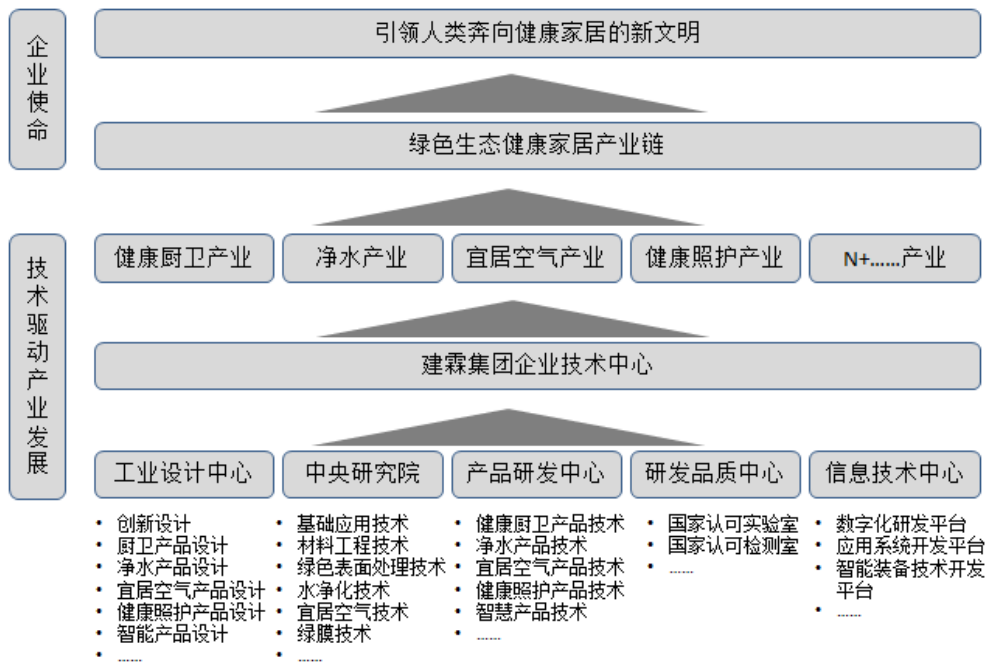 企业使命
引领人类奔向健康家居的新文明
绿色生态健康家居产业链
技术驱动产业发展
健康厨卫产业
净水产业
宜居空气产业
健康照护产业
N+......产业
建霖集团企业技术中心
工业设计中心
中央研究院
产品研发中心
研发品质中心
信息技术中心
• 创新设计
• 厨卫产品设计
• 净水产品设计
• 宜居空气产品设计
• 健康照护产品设计
• 智能产品设计
• ......
• 基础应用技术
• 材料工程技术
• 绿色表面处理技术
• 水净化技术
• 宜居空气技术
• 绿膜技术
• ......
• 健康厨卫产品技术
• 净水产品技术
• 宜居空气产品技术
• 健康照护产品技术
• 智慧产品技术
• ......
• 国家认可实验室
• 国家认可检测室
• ......
• 数字化研发平台
• 应用系统开发平台
• 智能装备技术开发
平台
• ......